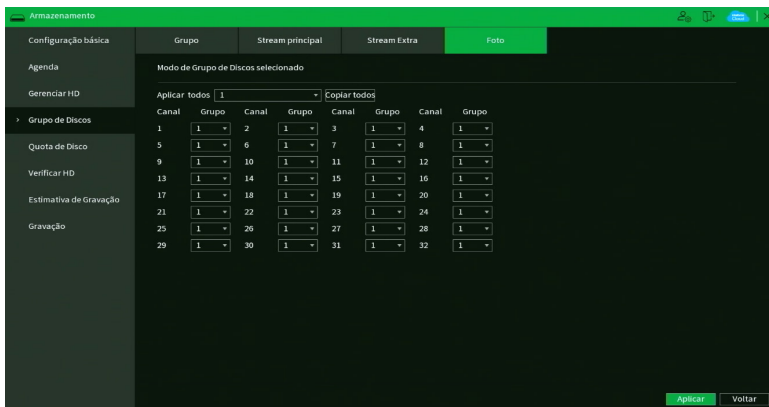 Armazenamento
Configuração básica
Agenda
Gerenciar HD
Grupo de Discos
Quota de Disco
Verificar HD
Estimativa de Gravação
Gravação
Grupo Stream principal Stream Extra Foto
Modo de Grupo de Discos selecionado
Aplicar todos 1 Copiar todos
Canal Grupo Canal Grupo Canal Grupo Canal Grupo
1 1 2 1 3 1 4 1
5 1 6 1 7 1 8 1
9 1 10 1 11 1 12 1
13 1 14 1 15 1 16 1
17 1 18 1 19 1 20 1
21 1 22 1 23 1 24 1
25 1 26 1 27 1 28 1
29 1 30 1 31 1 32 1
Aplicar Voltar